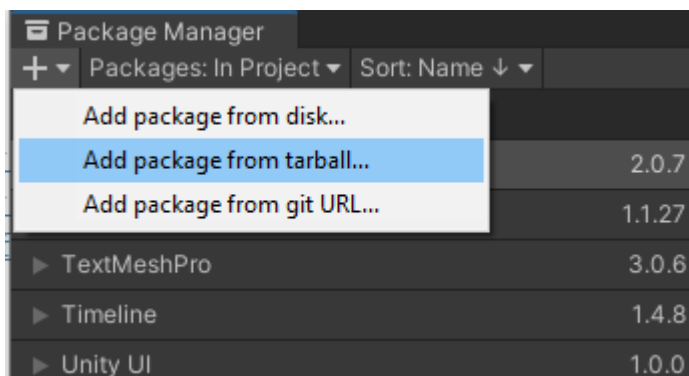 Package Manager
+ Packages: In Project Sort: Name ↓
Add package from disk...
Add package from tarball...
2.0.7
Add package from git URL...
1.1.27
TextMeshPro 3.0.6
Timeline 1.4.8
Unity UI 1.0.0